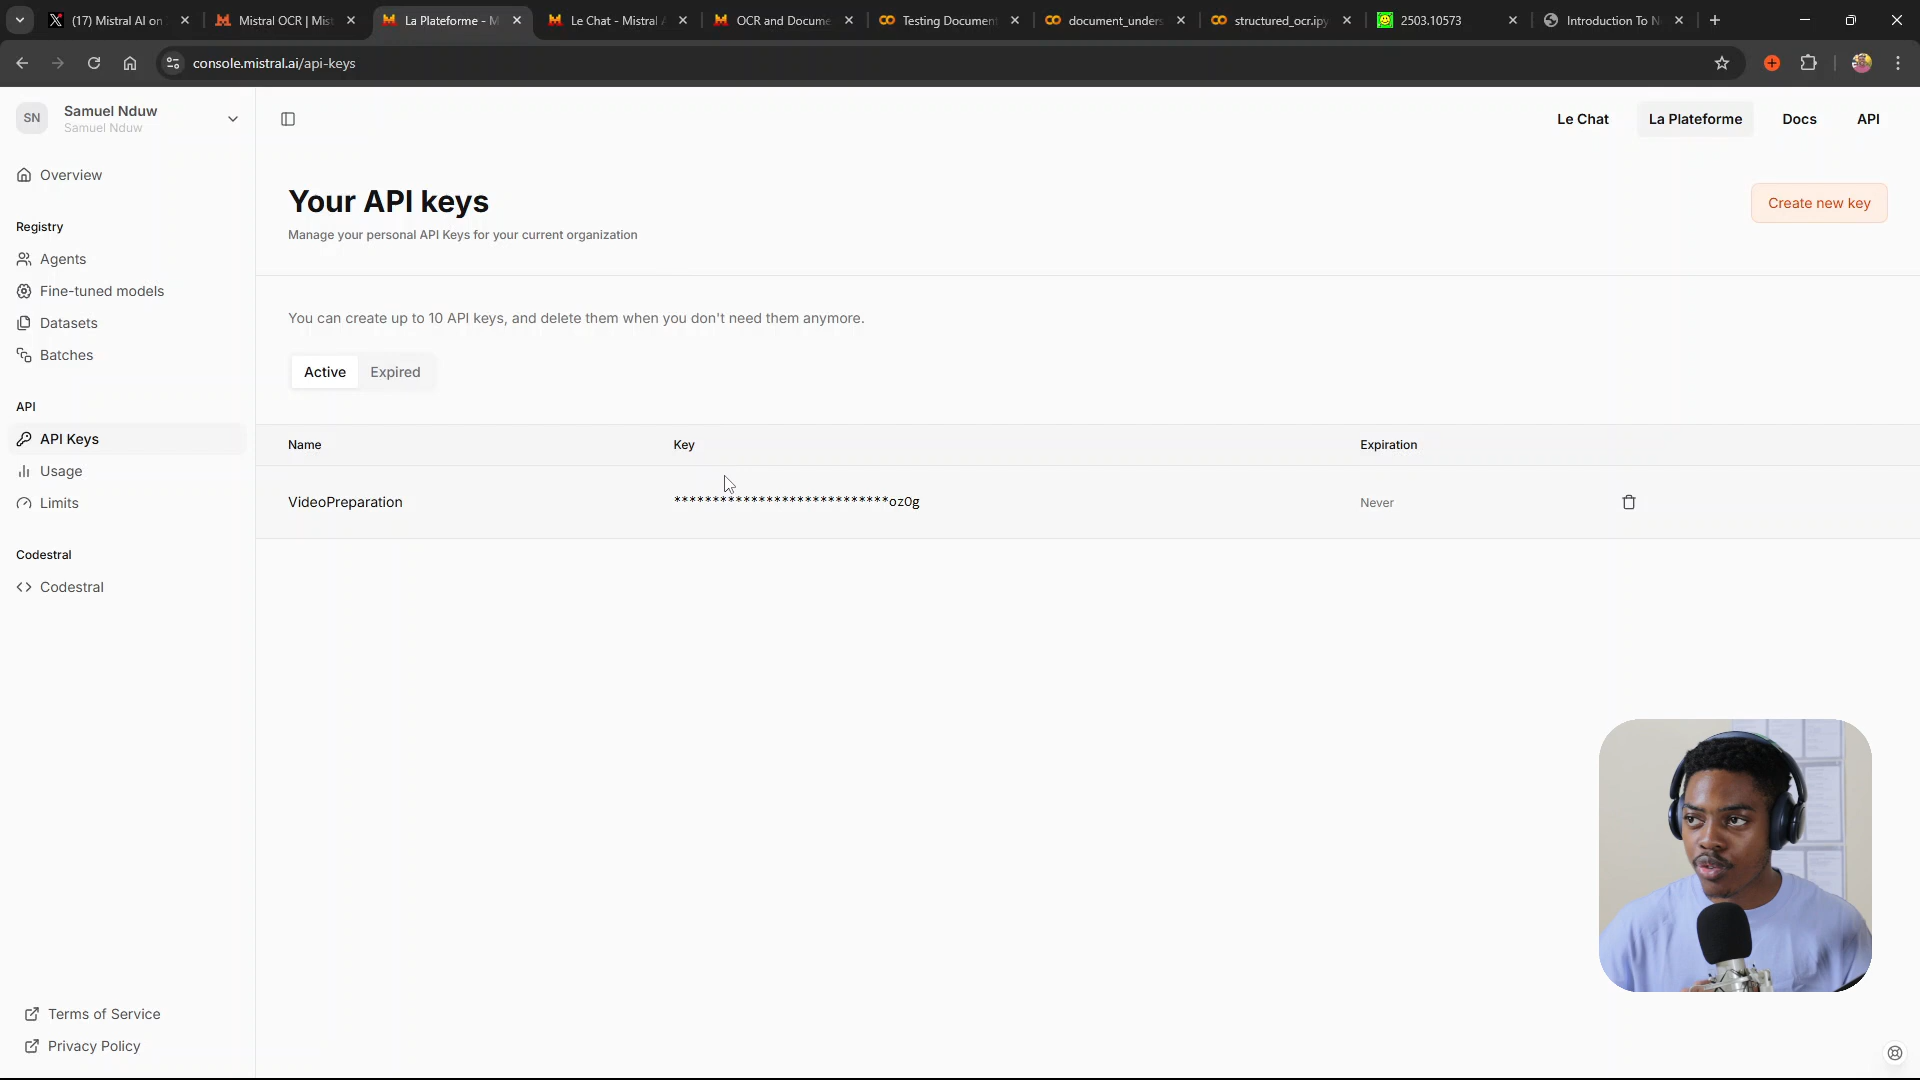 (17) Mistral AI on
Mistral OCR | Mis
La Plateforme - M
Le Chat - Mistral A
OCR and Docume
Testing Document
document_unders
structured_ocr.ipy
2503.10573
Introduction To N
console.mistral.ai/api-keys
SN
Samuel Nduw
Samuel Nduw
Le Chat
La Plateforme
Docs
API
Overview
Your API keys
Create new key
Manage your personal API Keys for your current organization
Registry
Agents
Fine-tuned models
Datasets
Batches
You can create up to 10 API keys, and delete them when you don't need them anymore.
Active
Expired
API
API Keys
Usage
Limits
Name
Key
Expiration
VideoPreparation
****************************ozOg
Never
Codestral
Codestral
Terms of Service
Privacy Policy